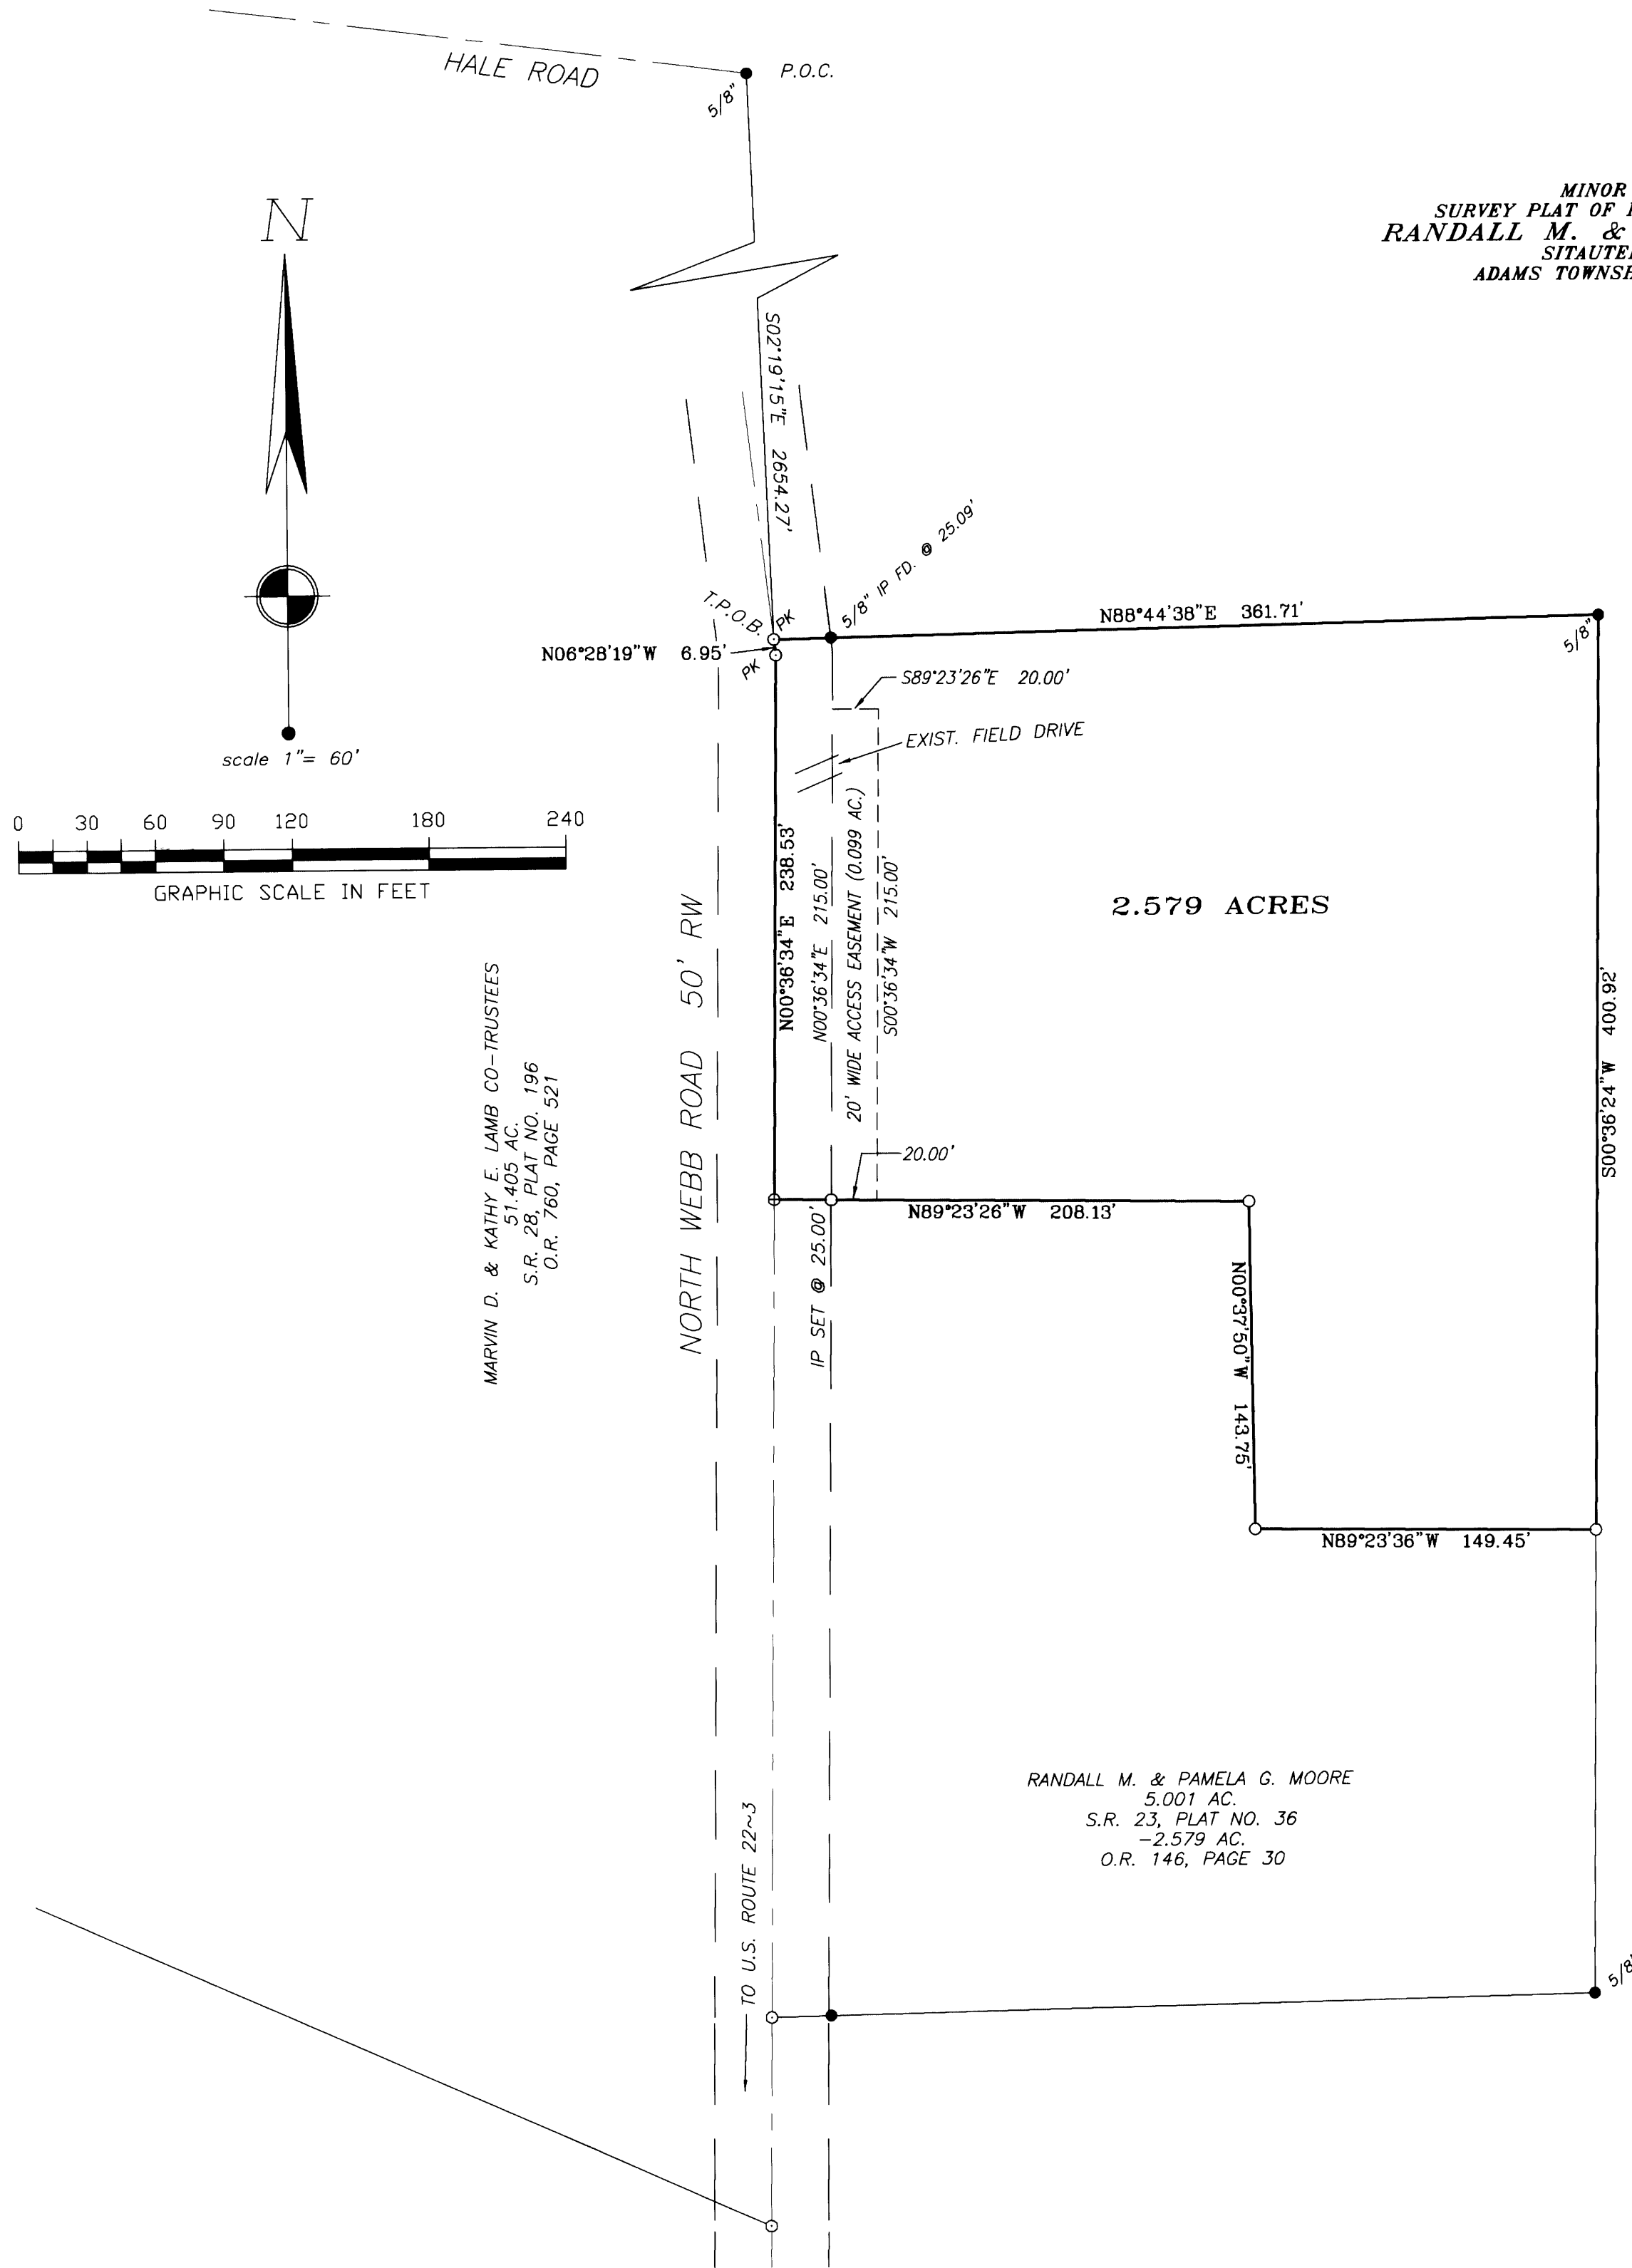 HALE ROAD
5/8"
P.O.C.
MINOR
SURVEY PLAT OF
RANDALL M. &
SITAUTE
ADAMS TOWNSH
N
scale 1"= 60'
0 30 60 90 120 180 240
GRAPHIC SCALE IN FEET
S02°19'15"E 2654.27'
T.P.O.B.
PK
5/8" IP FD. @ 25.09'
N88°44'38"E 361.71'
5/8"
N06°28'19"W 6.95'
PK
S89°23'26"E 20.00'
EXIST. FIELD DRIVE
N00°36'34"E 238.53'
N00°36'34"E 215.00'
20' WIDE ACCESS EASEMENT (0.099 AC.)
S00°36'34"W 215.00'
2.579 ACRES
S00°36'24"W 400.92'
NORTH WEBB ROAD 50' RW
MARVIN D. & KATHY E. LAMB CO-TRUSTEES
51.405 AC.
S.R. 28, PLAT NO. 196
O.R. 760, PAGE 521
20.00'
N89°23'26"W 208.13'
IP SET @ 25.00'
N00°37'50"W 143.75'
N89°23'36"W 149.45'
RANDALL M. & PAMELA G. MOORE
5.001 AC.
S.R. 23, PLAT NO. 36
-2.579 AC.
O.R. 146, PAGE 30
TO U.S. ROUTE 22~3
5/8"